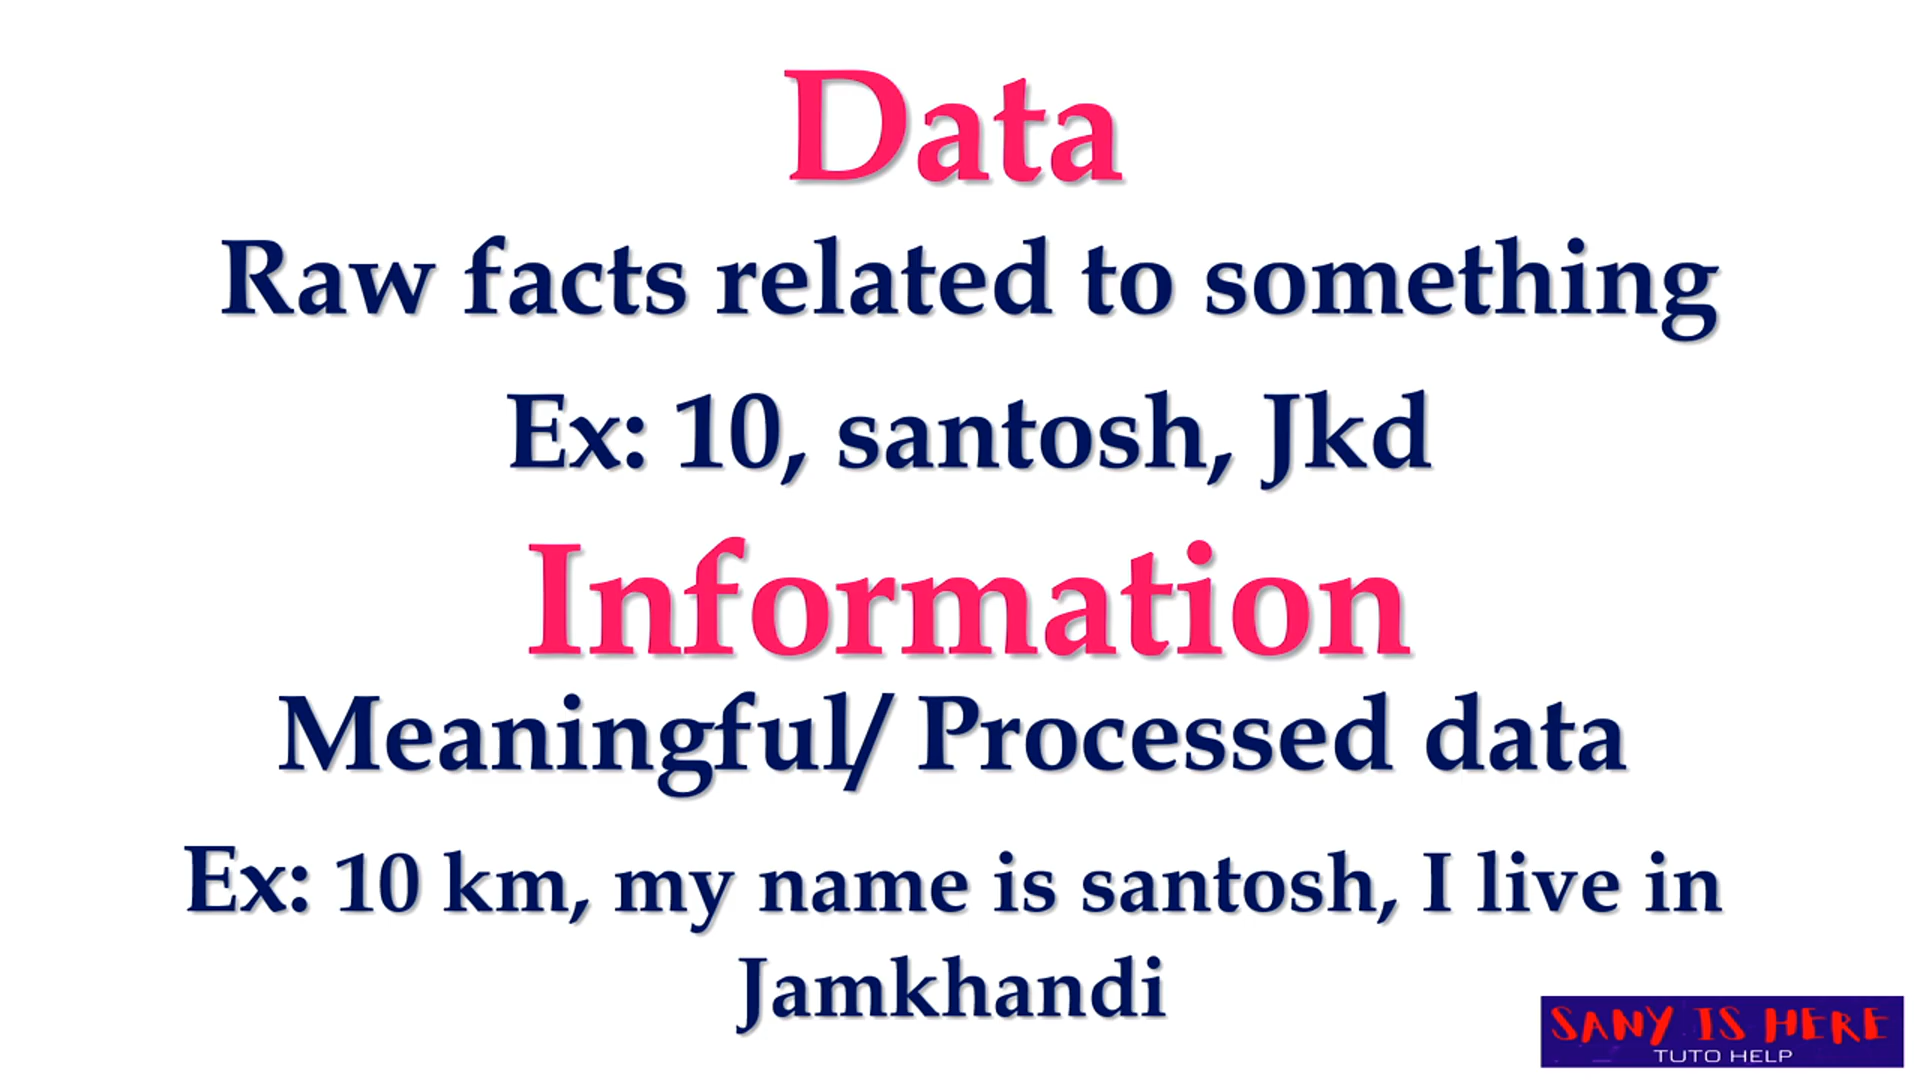 Data
Raw facts related to something
Ex: 10, santosh, Jkd
Information
Meaningful/ Processed data
Ex: 10 km, my name is santosh, I live in
Jamkhandi
SANY IS HERE
TUTO HELP